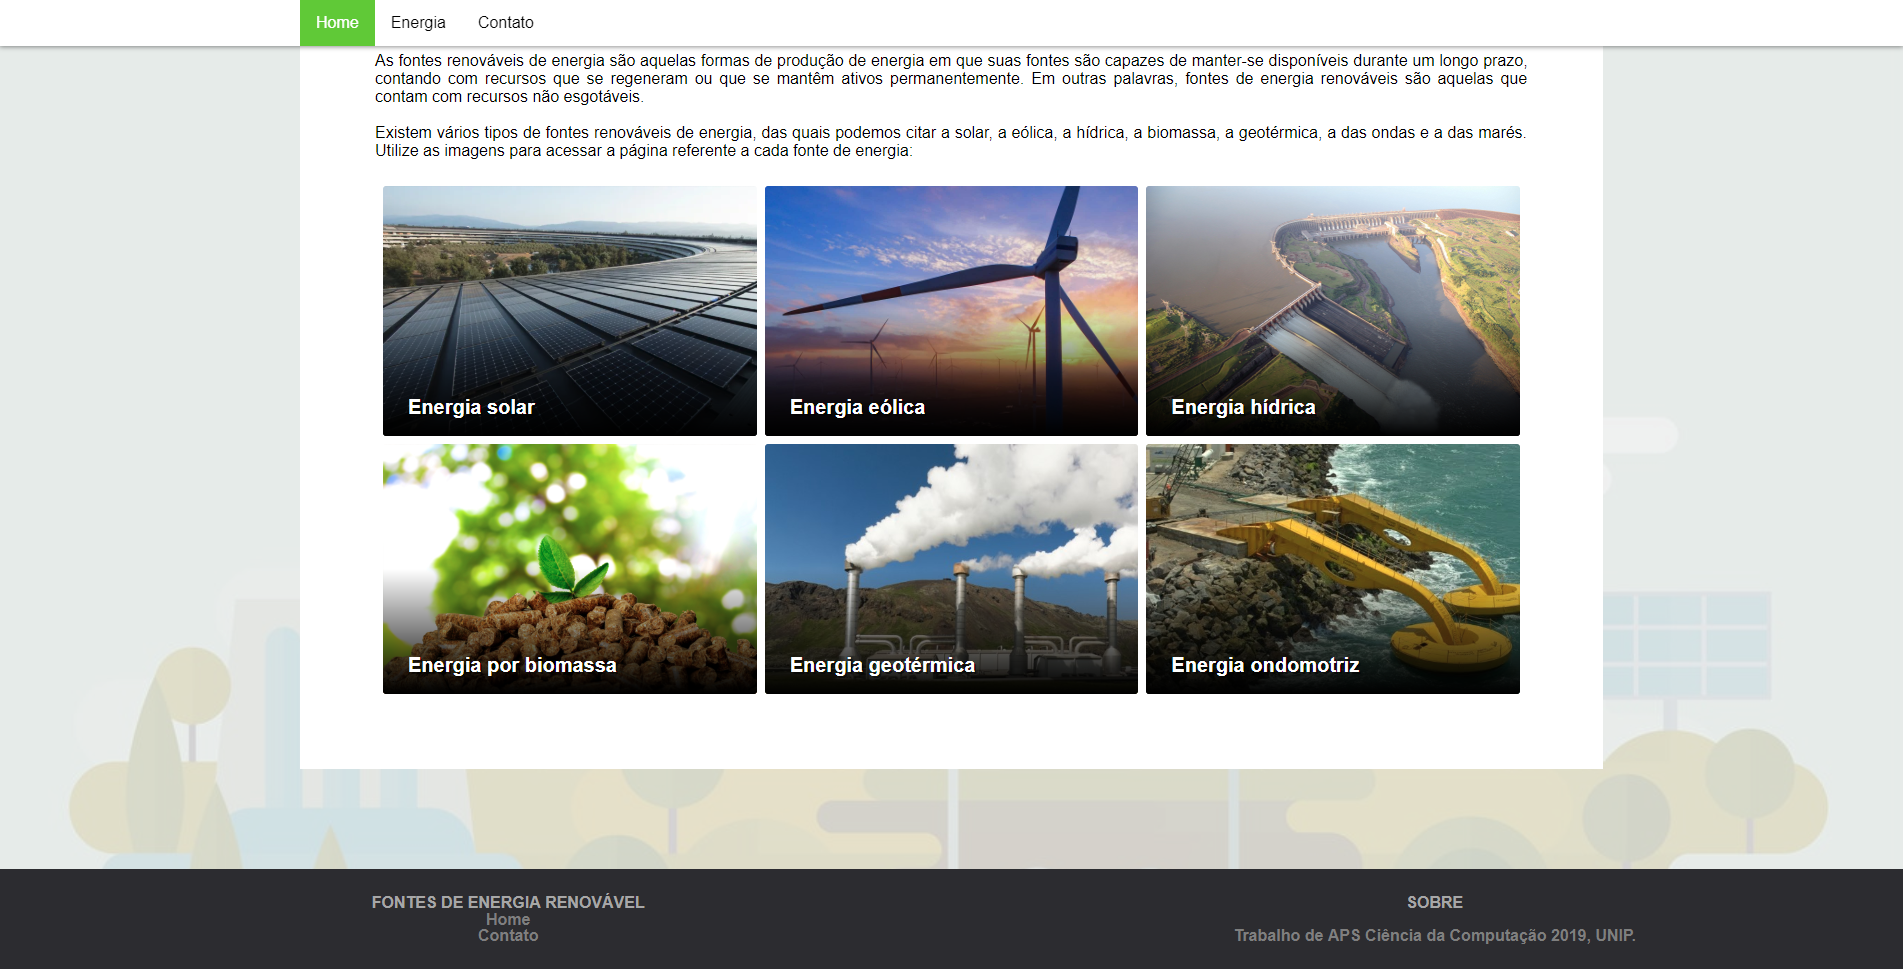 Home Energia Contato
As fontes renováveis de energia são aquelas formas de produção de energia em que suas fontes são capazes de manter-se disponíveis durante um longo prazo,
contando com recursos que se regeneram ou que se mantêm ativos permanentemente. Em outras palavras, fontes de energia renováveis são aquelas que
contam com recursos não esgotáveis.
Existem vários tipos de fontes renováveis de energia, das quais podemos citar a solar, a eólica, a hídrica, a biomassa, a geotérmica, a das ondas e a das marés.
Utilize as imagens para acessar a página referente a cada fonte de energia:
Energia solar
Energia eólica
Energia hídrica
Energia por biomassa
Energia geotérmica
Energia ondomotriz
FONTES DE ENERGIA RENOVÁVEL
Home
Contato
SOBRE
Trabalho de APS Ciência da Computação 2019, UNIP.